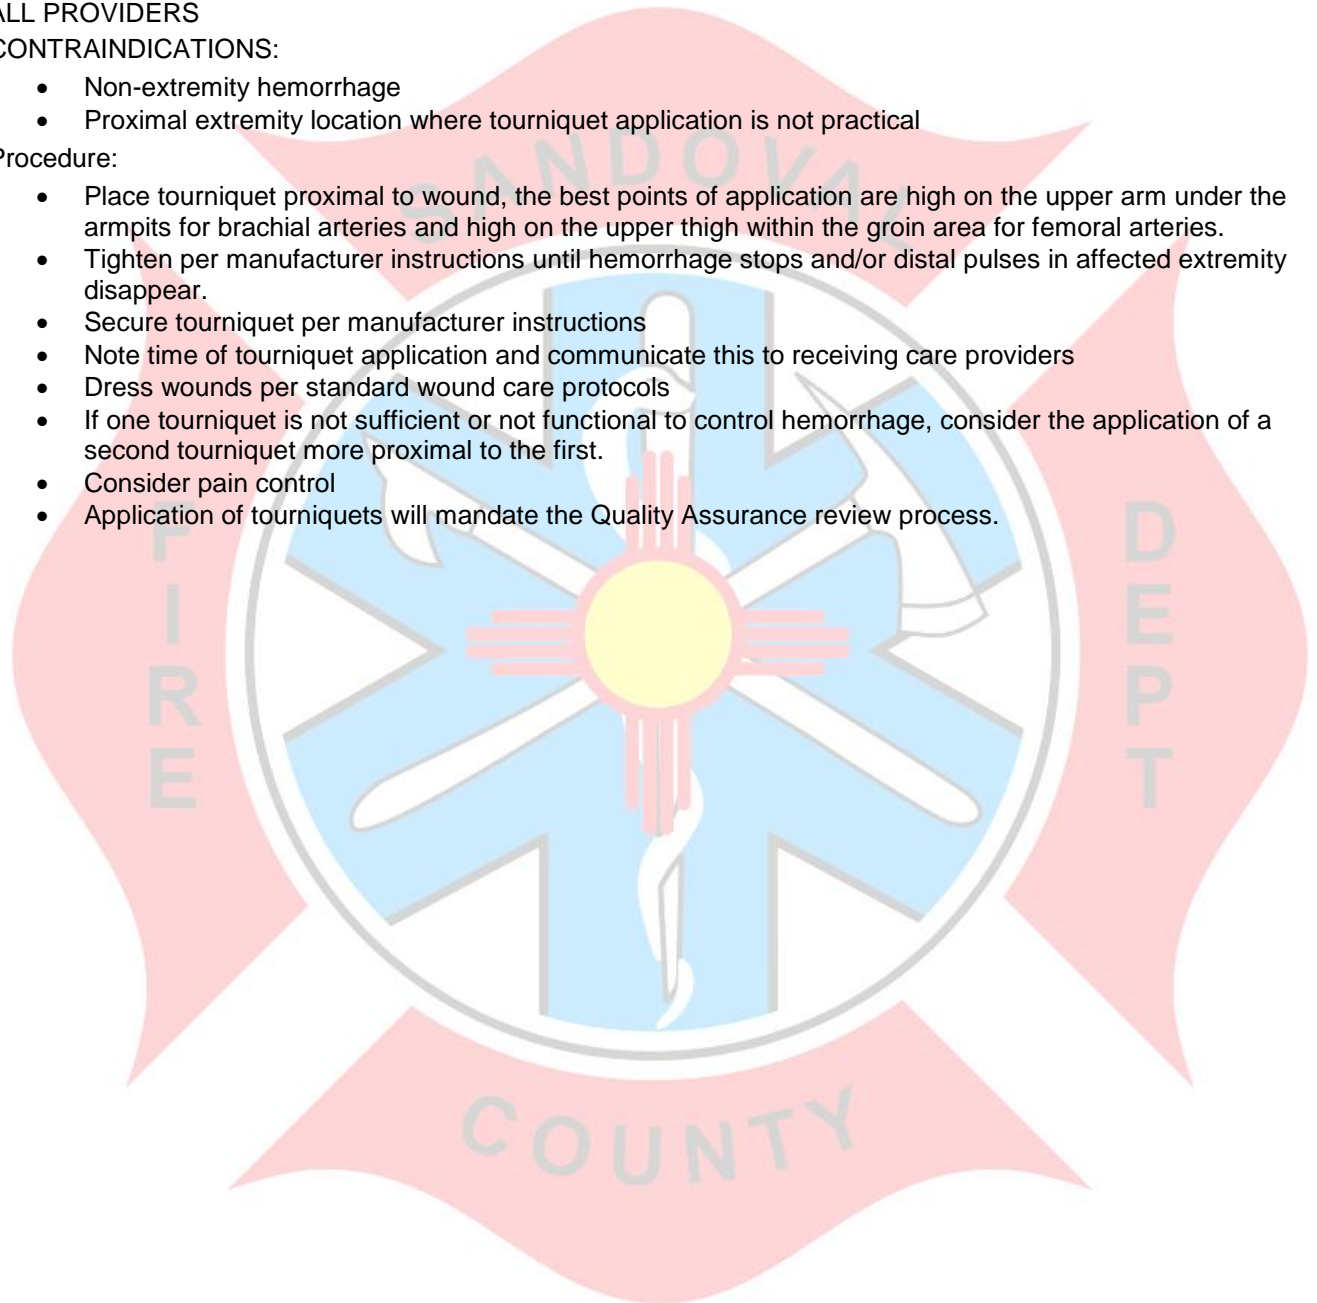 ALL PROVIDERS
CONTRAINDICATIONS:
• Non-extremity hemorrhage
• Proximal extremity location where tourniquet application is not practical
Procedure:
• Place tourniquet proximal to wound, the best points of application are high on the upper arm under the
armpits for brachial arteries and high on the upper thigh within the groin area for femoral arteries.
• Tighten per manufacturer instructions until hemorrhage stops and/or distal pulses in affected extremity
disappear.
• Secure tourniquet per manufacturer instructions
• Note time of tourniquet application and communicate this to receiving care providers
• Dress wounds per standard wound care protocols
• If one tourniquet is not sufficient or not functional to control hemorrhage, consider the application of a
second tourniquet more proximal to the first.
• Consider pain control
• Application of tourniquets will mandate the Quality Assurance review process.
SANDOVAL
FIRE
DEPT
COUNTY